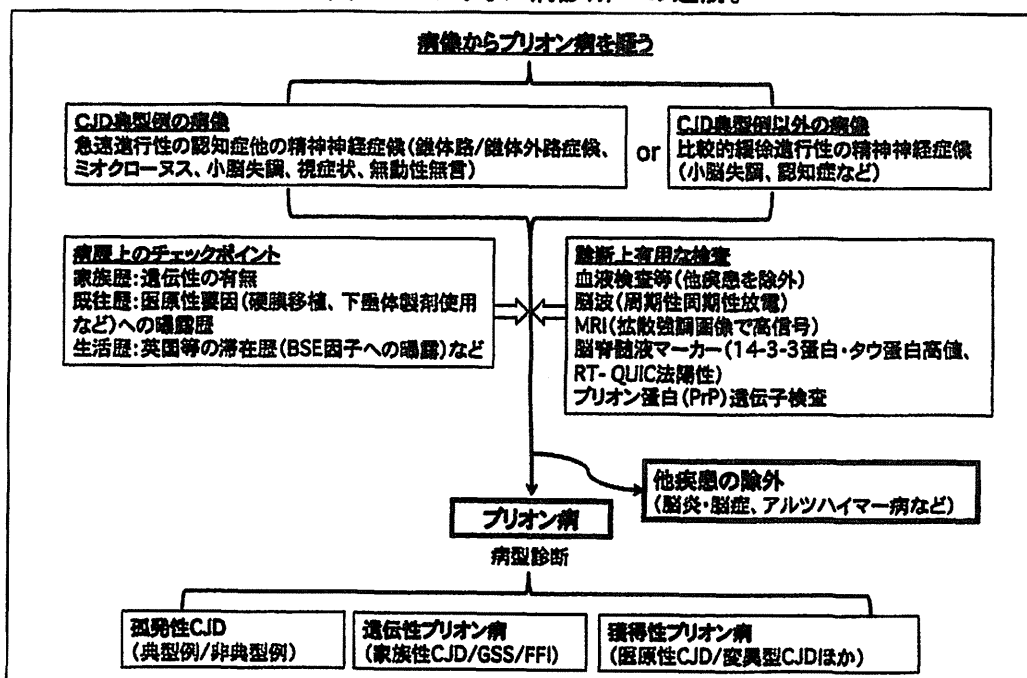 病像からプリオン病を疑う
CJD典型例の病像
急速進行性の認知症他の精神神経症候(錐体路/錐体外路症候、
ミオクローヌス、小脳失調、視症状、無動性無言)
or
CJD典型例以外の病像
比較的緩徐進行性の精神神経症候
(小脳失調、認知症など)
病歴上のチェックポイント
家族歴:遺伝性の有無
既往歴:医原性要因(硬膜移植、下垂体製剤使用
など)への曝露歴
生活歴:英国等の滞在歴(BSE因子への曝露)など
診断上有用な検査
血液検査等(他疾患を除外)
脳波(周期性同期性放電)
MRI(拡散強調画像で高信号)
脳脊髄液マーカー(14-3-3蛋白・タウ蛋白高値、
RT- QUIC法陽性)
プリオン蛋白(PrP)遺伝子検査
他疾患の除外
(脳炎・脳症、アルツハイマー病など)
プリオン病
病型診断
孤発性CJD
(典型例/非典型例)
遺伝性プリオン病
(家族性CJD/GSS/FFI)
獲得性プリオン病
(医原性CJD/変異型CJDほか)